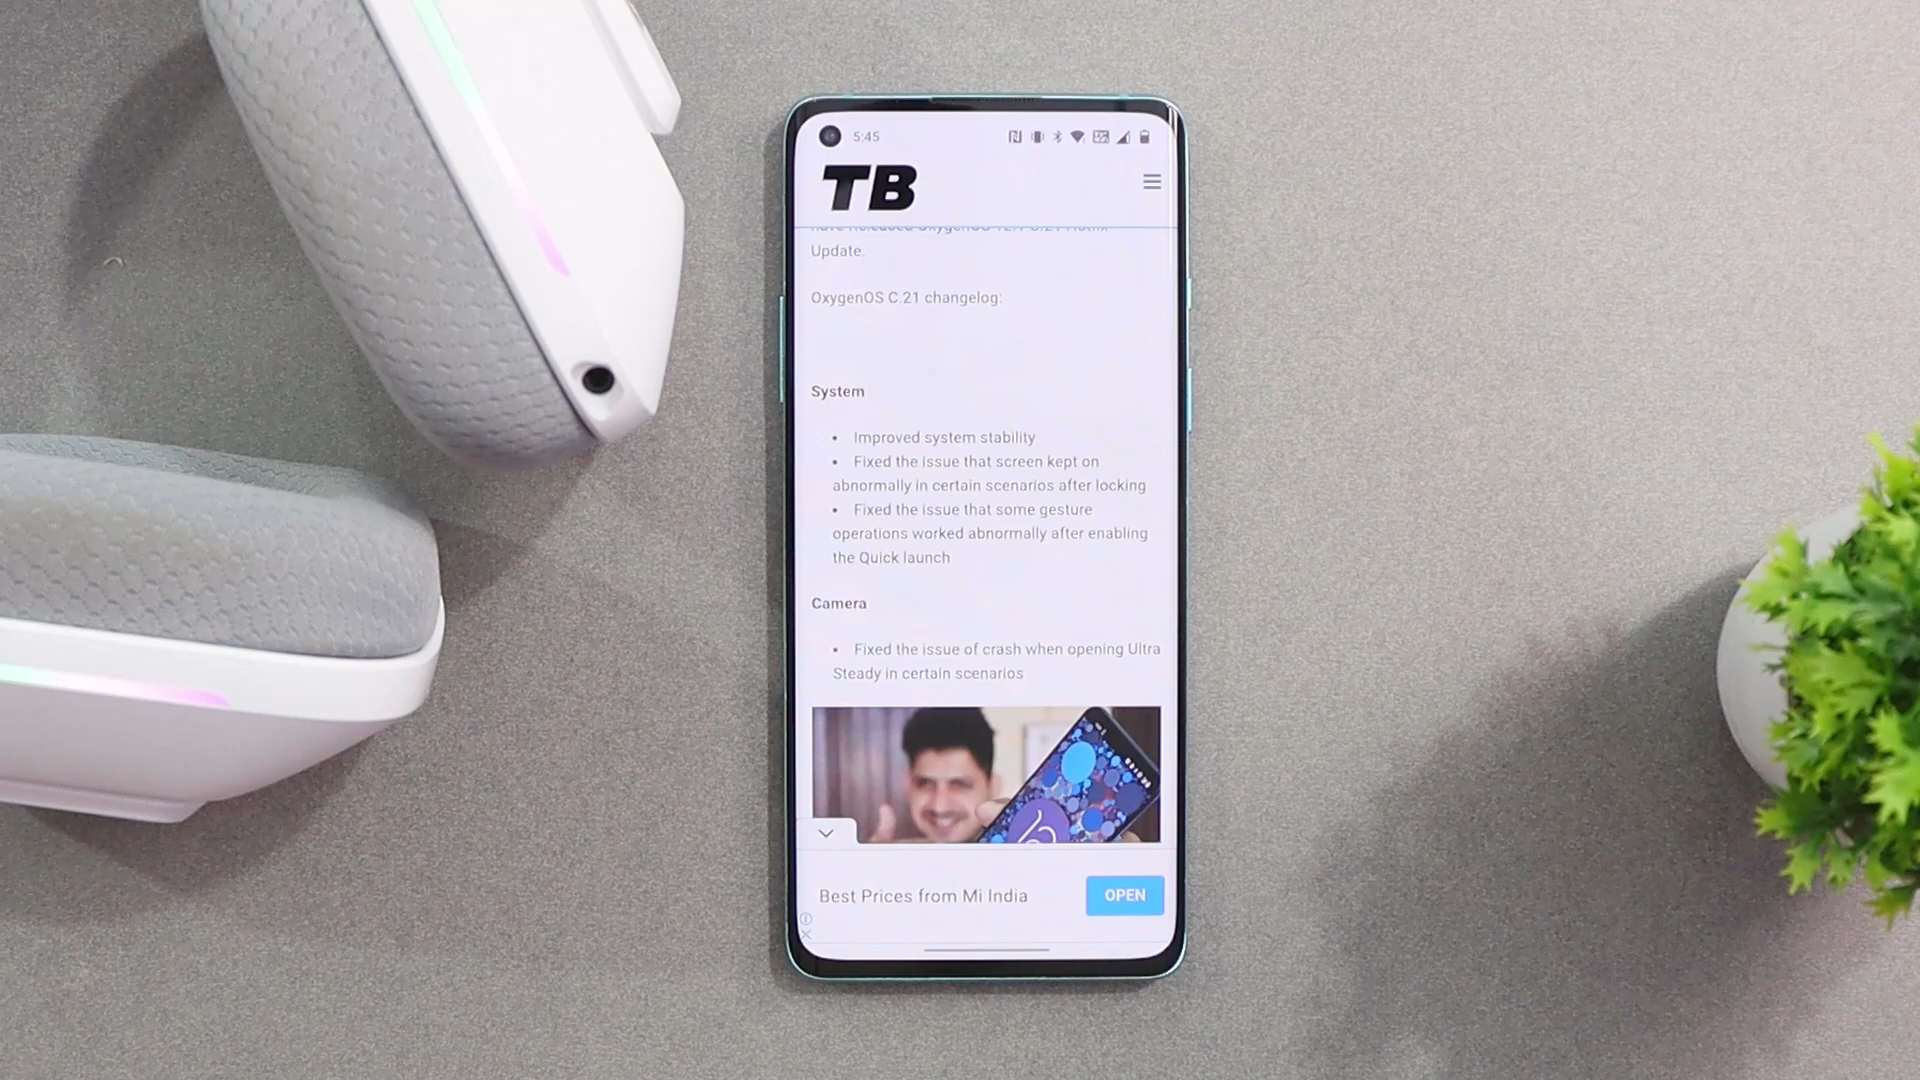 5:45
TB
Update.
OxygenOS C.21 changelog:
System
• Improved system stability
• Fixed the issue that screen kept on
abnormally in certain scenarios after locking
• Fixed the issue that some gesture
operations worked abnormally after enabling
the Quick launch
Camera
• Fixed the issue of crash when opening Ultra
Steady in certain scenarios
Best Prices from Mi India
OPEN